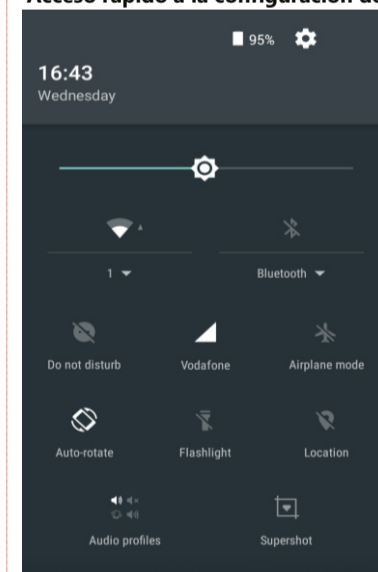 Acceso rápido a la configuración de
95%
16:43
Wednesday
1
Bluetooth
Do not disturb
Vodafone
Airplane mode
Auto-rotate
Flashlight
Location
Audio profiles
Supershot